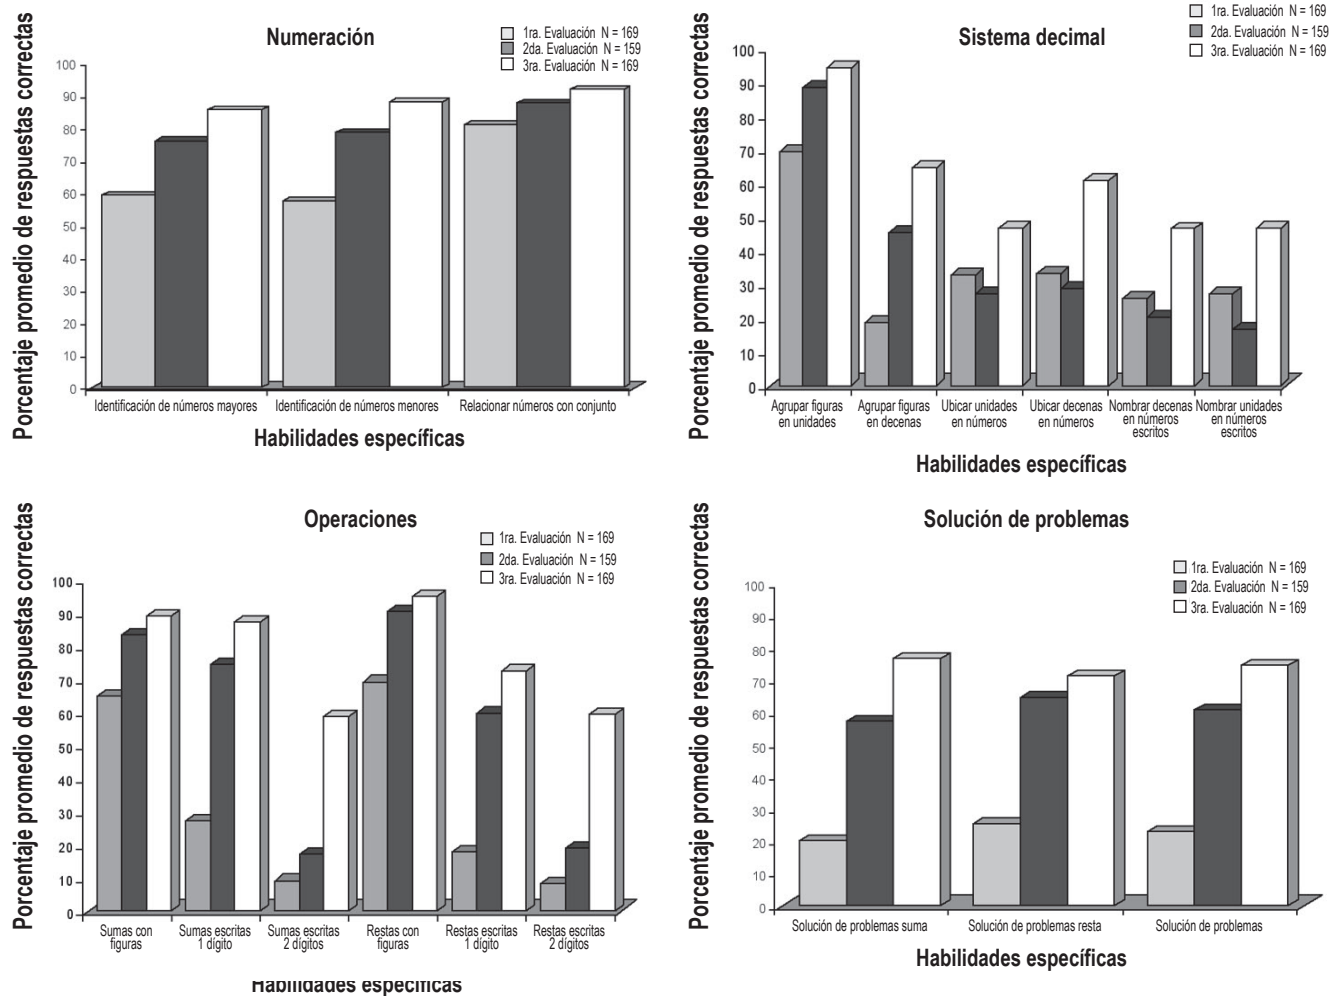 Numeración
1ra. Evaluación N = 169
2da. Evaluación N = 159
3ra. Evaluación N = 169
Porcentaje promedio de respuestas correctas
100
90
80
70
60
50
40
30
20
10
0
Identificación de números mayores
Identificación de números menores
Relacionar números con conjunto
Habilidades específicas
Sistema decimal
1ra. Evaluación N = 169
2da. Evaluación N = 159
3ra. Evaluación N = 169
Porcentaje promedio de respuestas correctas
100
90
80
70
60
50
40
30
20
10
0
Agrupar figuras
en unidades
Agrupar figuras
en decenas
Ubicar unidades
en números
Ubicar decenas
en números
Nombrar decenas
en números
escritos
Nombrar unidades
en números
escritos
Habilidades específicas
Operaciones
1ra. Evaluación N = 169
2da. Evaluación N = 159
3ra. Evaluación N = 169
Porcentaje promedio de respuestas correctas
100
90
80
70
60
50
40
30
20
10
0
Sumas con
figuras
Sumas escritas
1 dígito
Sumas escritas
2 dígitos
Restas con
figuras
Restas escritas
1 dígito
Restas escritas
2 dígitos
Habilidades específicas
Solución de problemas
1ra. Evaluación N = 169
2da. Evaluación N = 159
3ra. Evaluación N = 169
Porcentaje promedio de respuestas correctas
100
90
80
70
60
50
40
30
20
10
0
Solución de problemas suma
Solución de problemas resta
Solución de problemas
Habilidades específicas